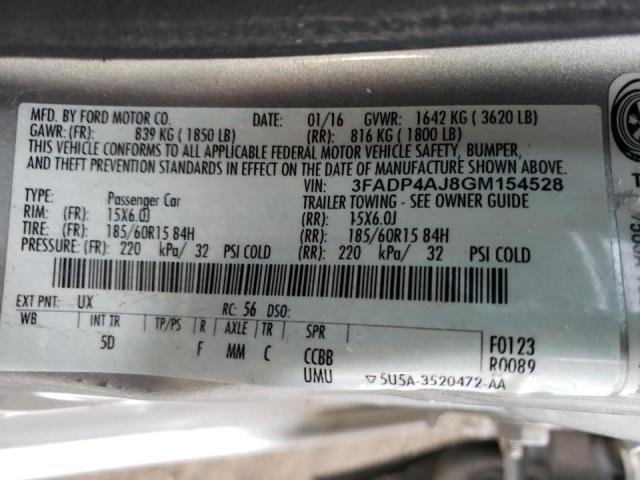 MFD. BY FORD MOTOR CO. DATE: 01/16 GVWR: 1642 KG ( 3620 LB)
GAWR: (FR): 839 KG ( 1850 LB) (RR): 816 KG ( 1800 LB)
THIS VEHICLE CONFORMS TO ALL APPLICABLE FEDERAL MOTOR VEHICLE SAFETY, BUMPER,
AND THEFT PREVENTION STANDARDS IN EFFECT ON THE DATE OF MANUFACTURE SHOWN ABOVE.
VIN: 3FADP4AJ8GM154528
TYPE: Passenger Car TRAILER TOWING - SEE OWNER GUIDE
RIM: (FR): 15X6.0J (RR): 15X6.0J
TIRE: (FR): 185/60R15 84H (RR): 185/60R15 84H
PRESSURE: (FR): 220 kPa/ 32 PSI COLD (RR): 220 kPa/ 32 PSI COLD
EXT PNT: UX RC: 56 DSO:
WB INT TR TP/PS R AXLE TR SPR F0123
5D F MM C CCBB R0089
UMU ▽5U5A-3520472-AA